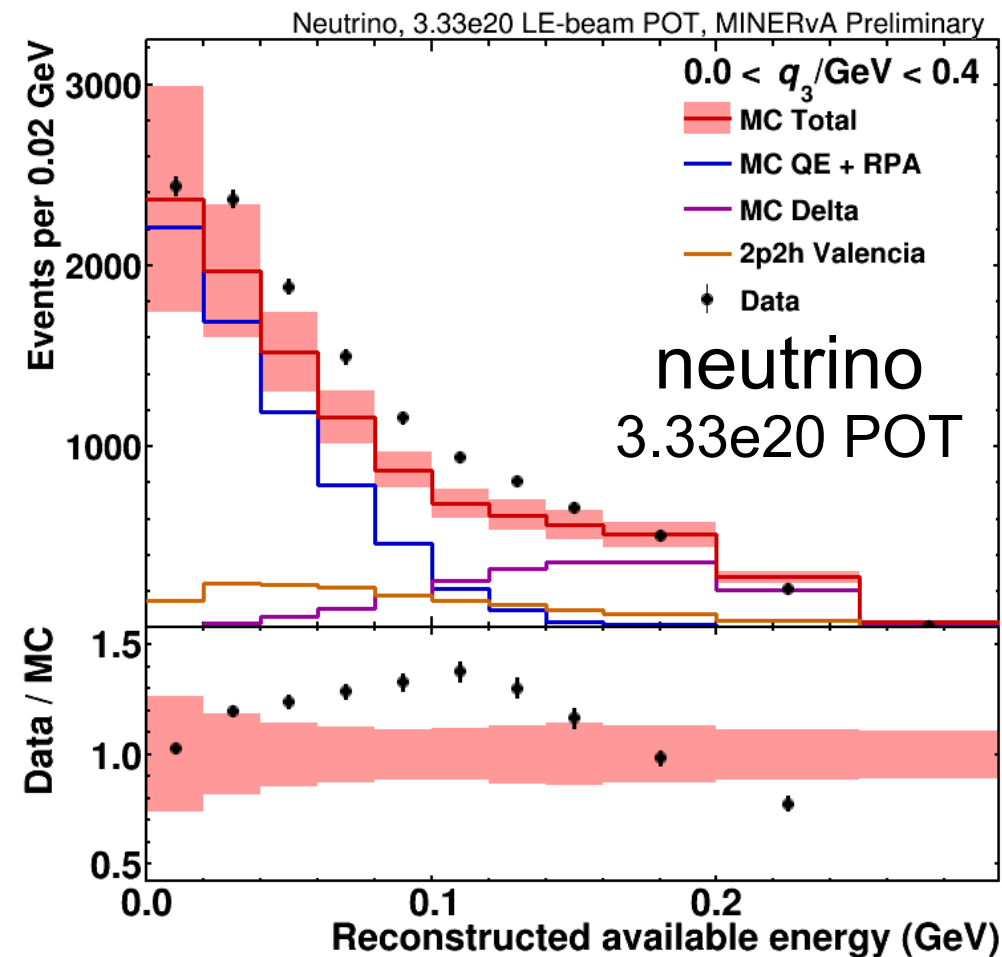 Neutrino, 3.33e20 LE-beam POT, MINERvA Preliminary
Events per 0.02 GeV
3000
2000
1000
0.0 < q3/GeV < 0.4
MC Total
MC QE + RPA
MC Delta
2p2h Valencia
Data
neutrino
3.33e20 POT
Data / MC
1.5
1.0
0.5
0.0 0.1 0.2
Reconstructed available energy (GeV)